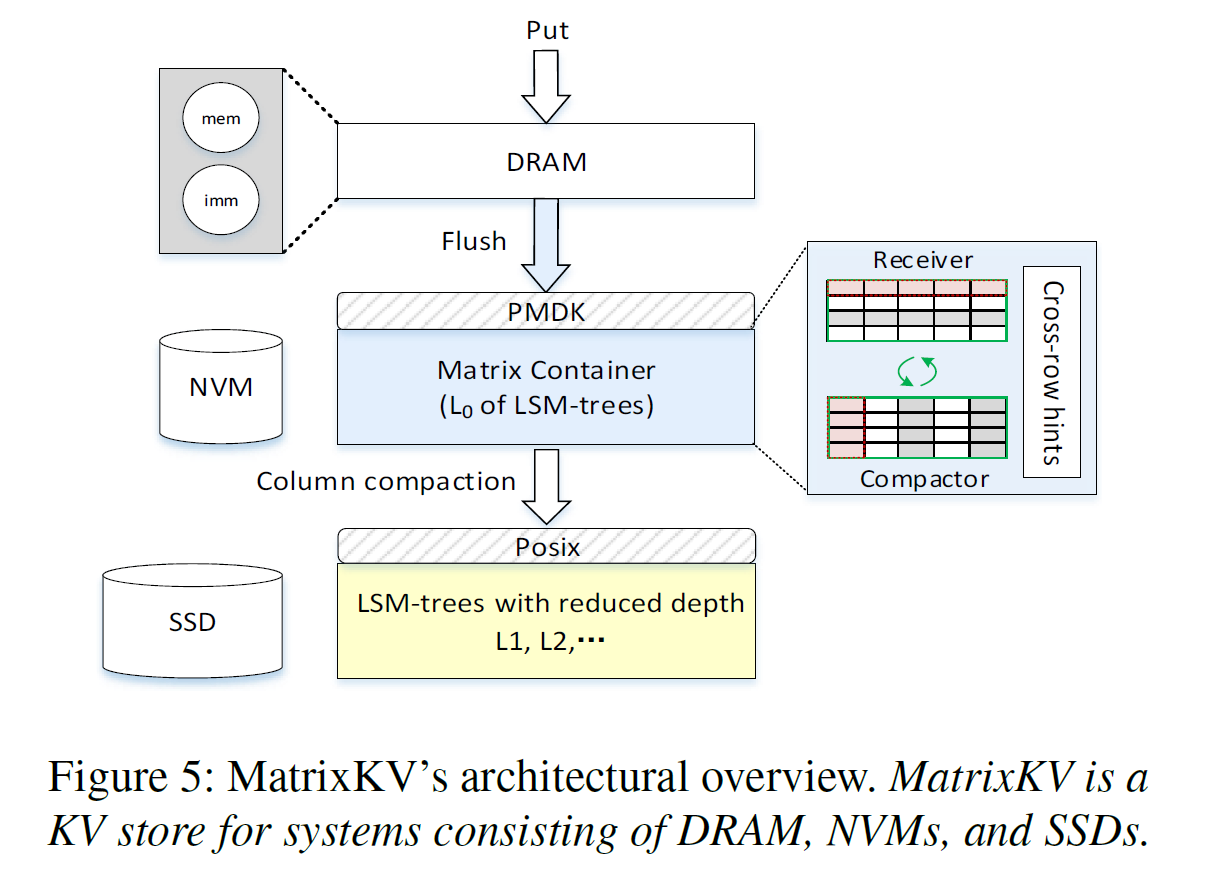 Put
mem
imm
DRAM
Flush
PMDK
NVM
Matrix Container
(L₀ of LSM-trees)
Receiver
Compactor
Cross-row hints
Column compaction
Posix
SSD
LSM-trees with reduced depth
L1, L2,···
Figure 5: MatrixKV's architectural overview. MatrixKV is a
KV store for systems consisting of DRAM, NVMs, and SSDs.